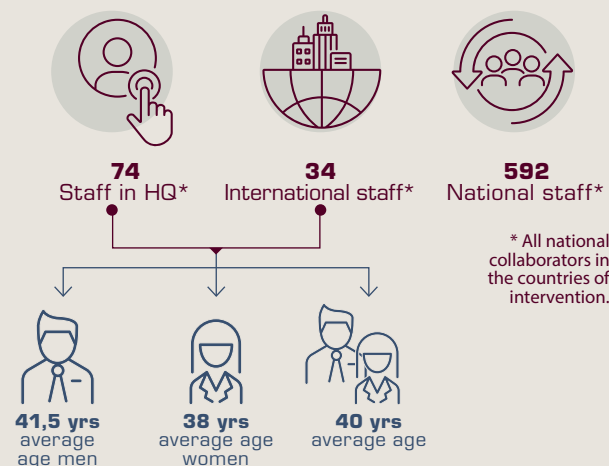 74
Staff in HQ*
34
International staff*
592
National staff*
* All national
collaborators in
the countries of
intervention.
41,5 yrs
average
age men
38 yrs
average age
women
40 yrs
average age